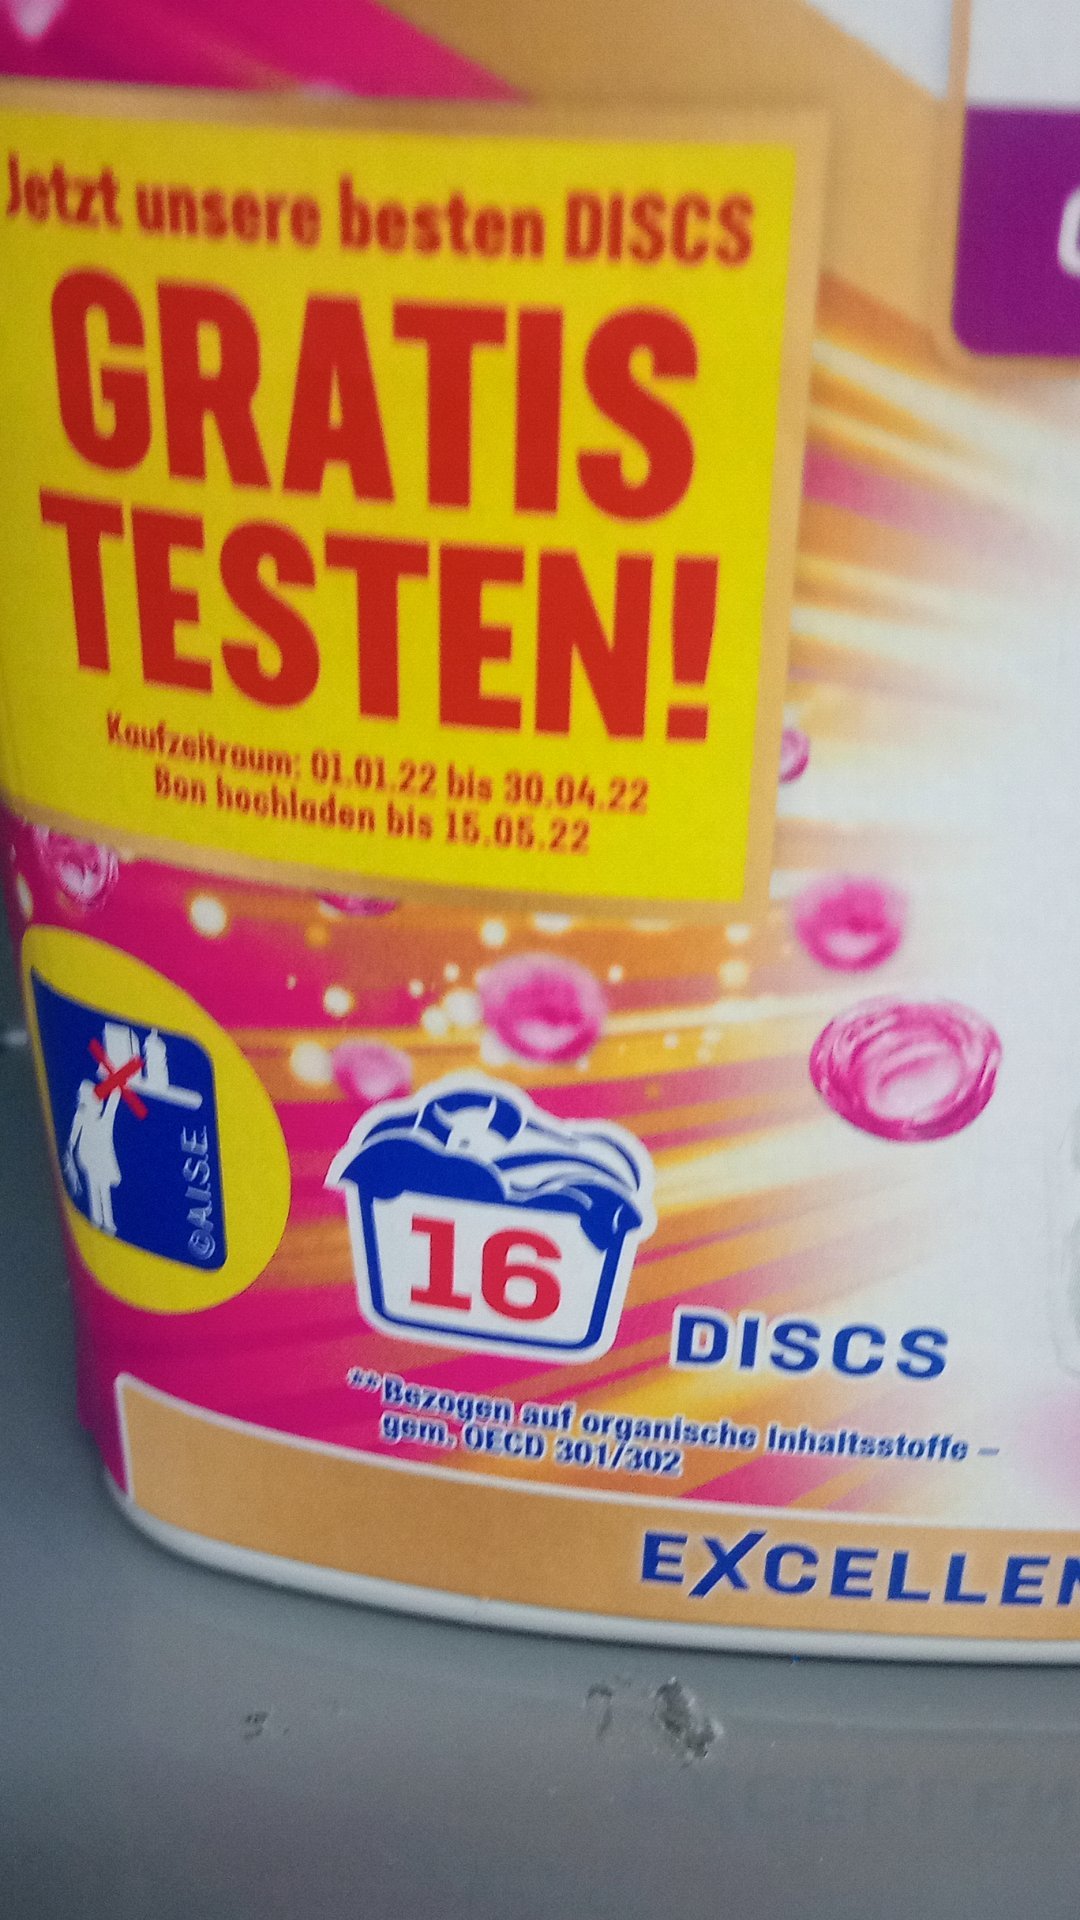 Jetzt unsere besten DISCS
GRATIS
TESTEN!
Kaufzeitraum: 01.01.22 bis 30.04.22
Bon hochladen bis 15.05.22
©AISE
16
DISCS
**Bezogen auf organische Inhaltsstoffe –
gem. OECD 301/302
EXCELLEN